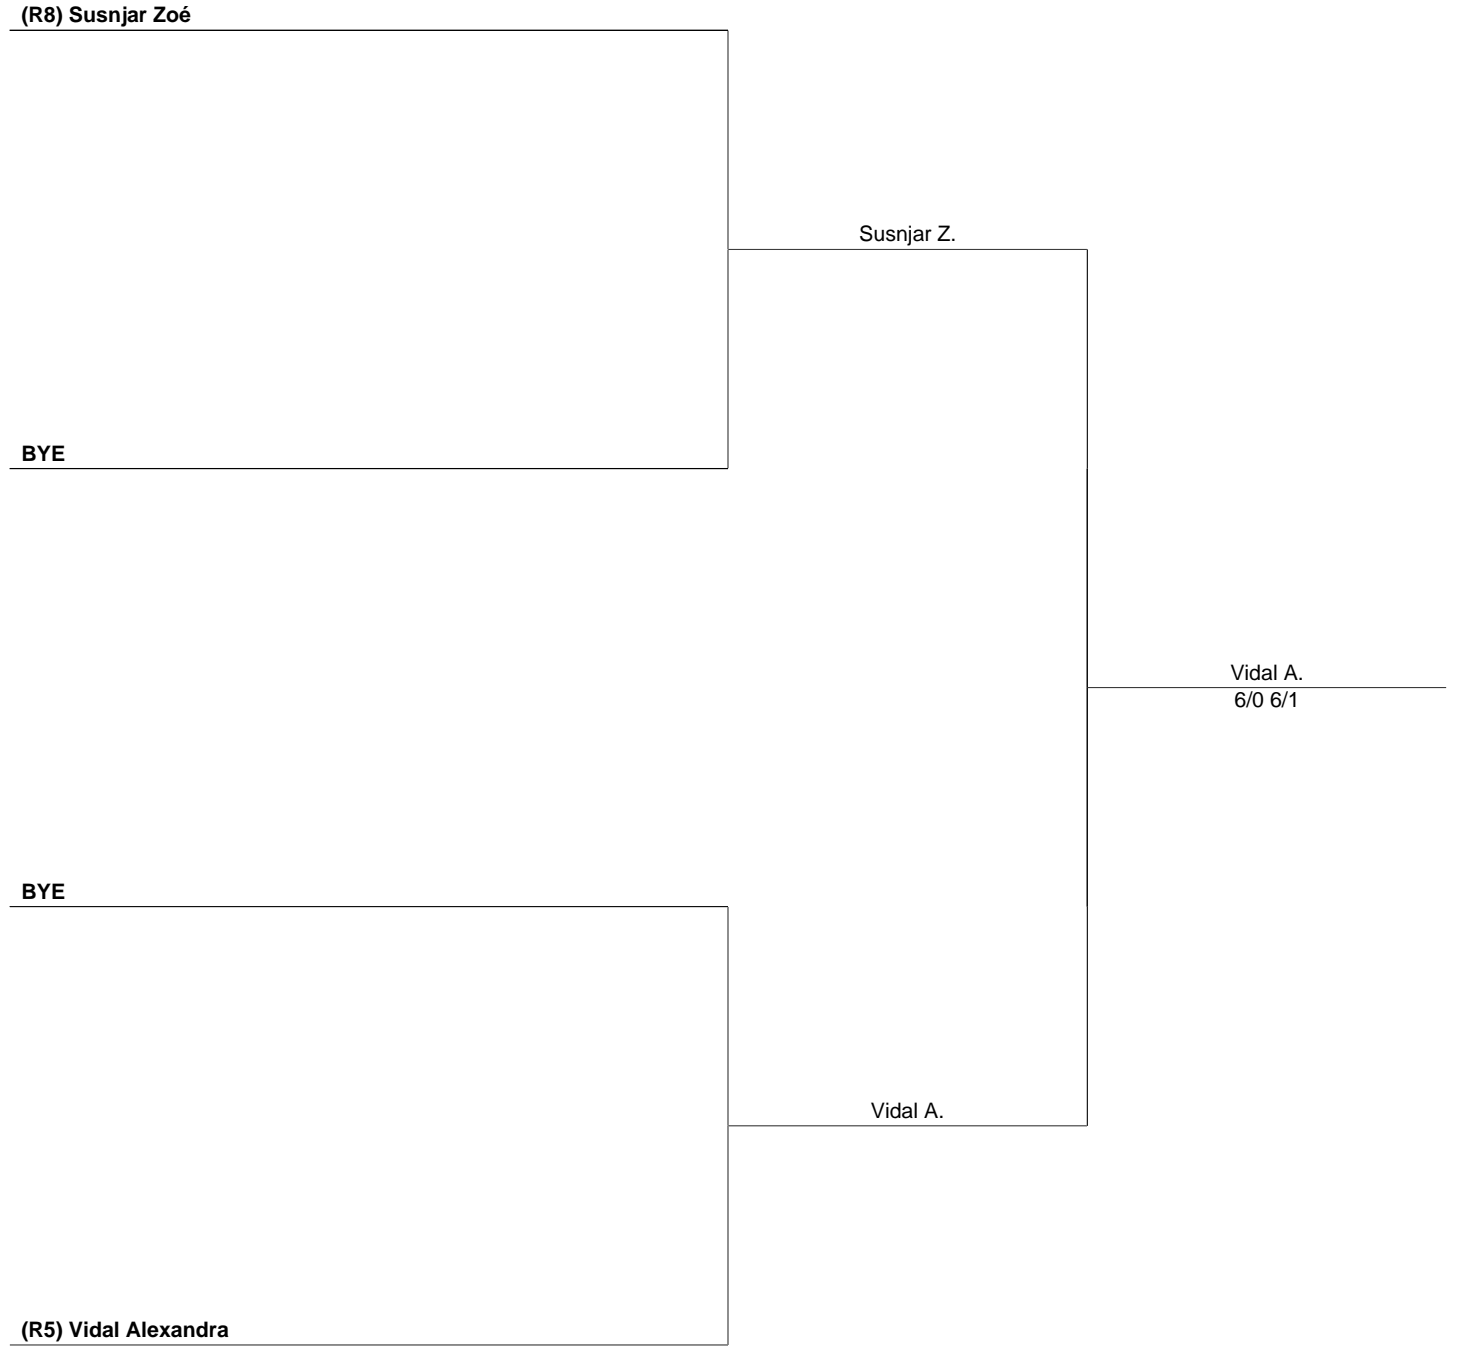 (R8) Susnjar Zoé
Susnjar Z.
BYE
Vidal A.
6/0 6/1
BYE
Vidal A.
(R5) Vidal Alexandra